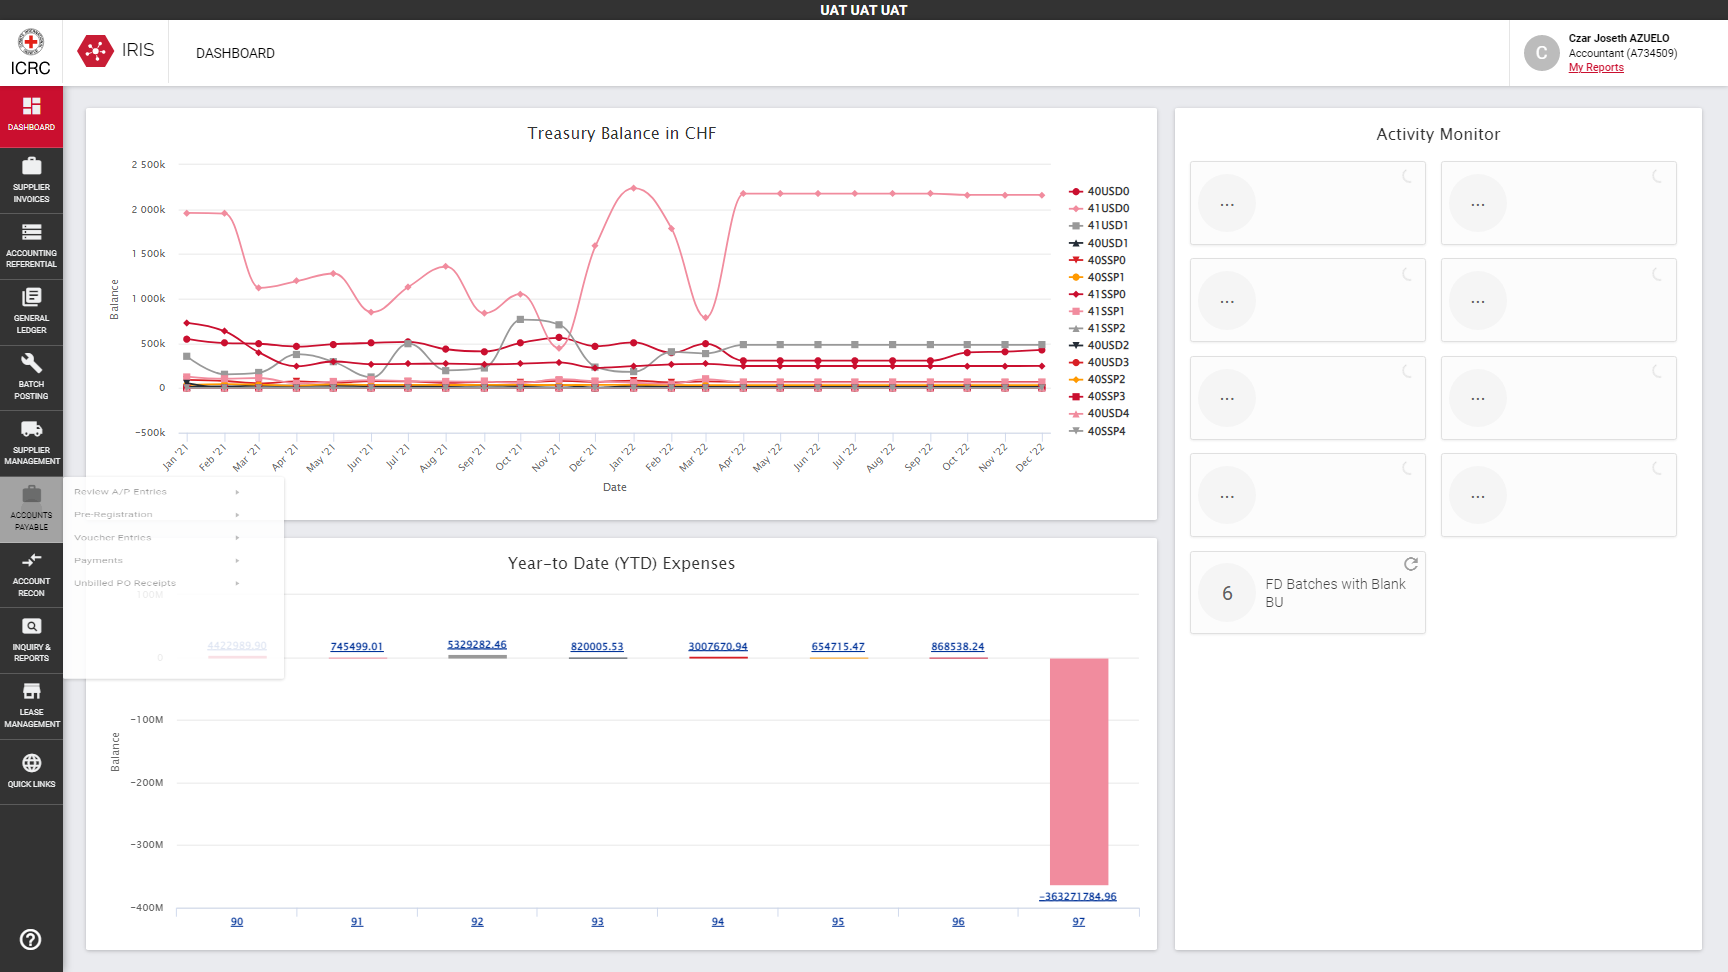 UAT UAT UAT
ICRC
IRIS
DASHBOARD
Czar Joseth AZUELO
Accountant (A734509)
My Reports
C
DASHBOARD
SUPPLIER
INVOICES
ACCOUNTING
REFERENTIAL
GENERAL
LEDGER
BATCH
POSTING
SUPPLIER
MANAGEMENT
ACCOUNTS
PAYABLE
ACCOUNT
RECON
INQUIRY &
REPORTS
LEASE
MANAGEMENT
QUICK LINKS
Review A/P Entries
Pre-Registration
Voucher Entries
Payments
Unbilled PO Receipts
Treasury Balance in CHF
2 500k
2 000k
1 500k
1 000k
500k
0
-500k
Balance
Jan '21
Feb '21
Mar '21
Apr '21
May '21
Jun '21
Jul '21
Aug '21
Sep '21
Oct '21
Nov '21
Dec '21
Jan '22
Feb '22
Mar '22
Apr '22
May '22
Jun '22
Jul '22
Aug '22
Sep '22
Oct '22
Nov '22
Dec '22
Date
40USD0
41USD0
41USD1
40USD1
40SSP0
40SSP1
41SSP0
41SSP1
41SSP2
40USD2
40USD3
40SSP2
40SSP3
40USD4
40SSP4
Year-to Date (YTD) Expenses
100M
0
-100M
-200M
-300M
-400M
Balance
4422989.90
745499.01
5329282.46
820005.53
3007670.94
654715.47
868538.24
-363271784.96
90
91
92
93
94
95
96
97
Activity Monitor
...
...
...
...
...
...
...
...
6
FD Batches with Blank
BU